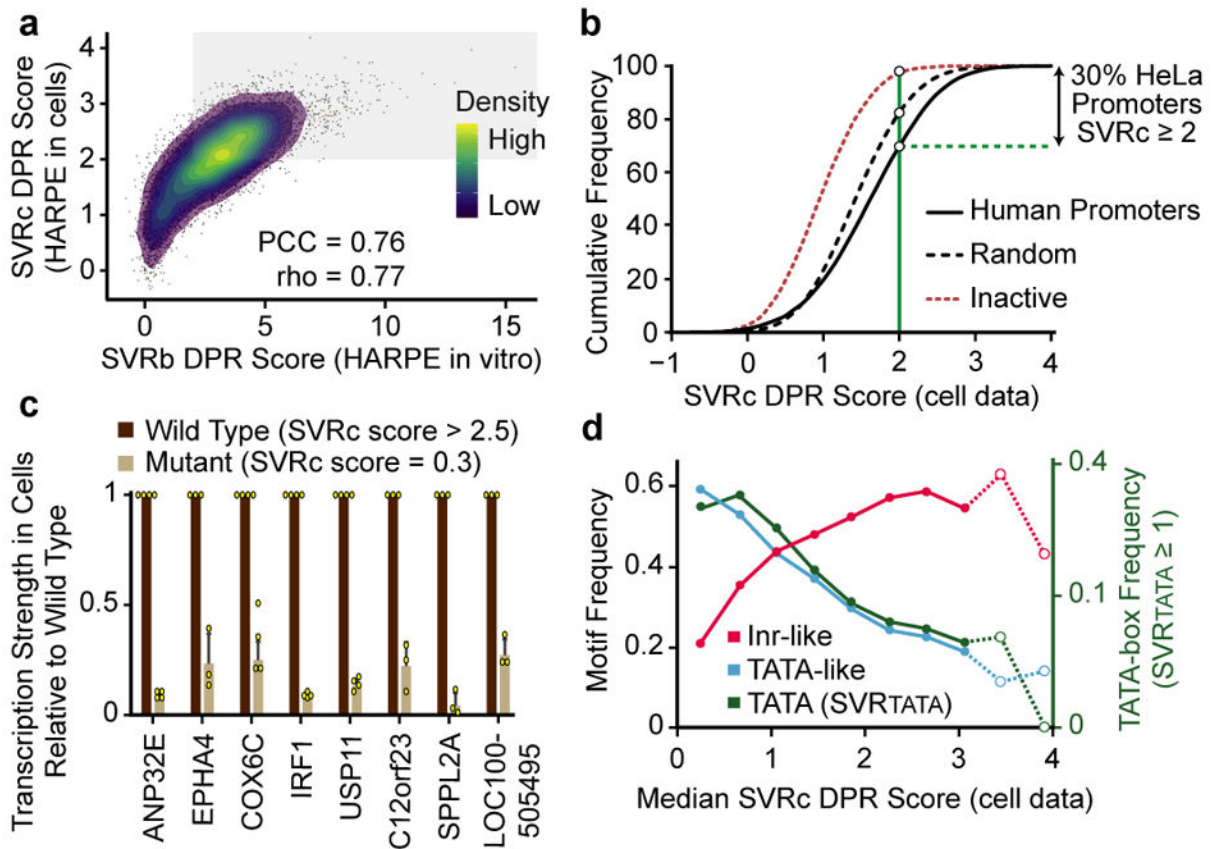 a
SVRc DPR Score
(HARPE in cells)
4
3
2
1
0
Density
High
Low
PCC = 0.76
rho = 0.77
0 5 10 15
SVRb DPR Score (HARPE in vitro)
b
Cumulative Frequency
100
80
60
40
20
0
30% HeLa
Promoters
SVRc ≥ 2
Human Promoters
Random
Inactive
−1 0 1 2 3 4
SVRc DPR Score (cell data)
c
Wild Type (SVRc score > 2.5)
Mutant (SVRc score = 0.3)
Transcription Strength in Cells
Relative to Wild Type
1
0.5
0
ANP32E
EPHA4
COX6C
IRF1
USP11
C12orf23
SPPL2A
LOC100-
505495
d
Motif Frequency
0.6
0.4
0.2
0
Inr-like
TATA-like
TATA (SVRTATA)
0.4
0.1
0
TATA-box Frequency
(SVRTATA ≥ 1)
0 1 2 3 4
Median SVRc DPR Score (cell data)